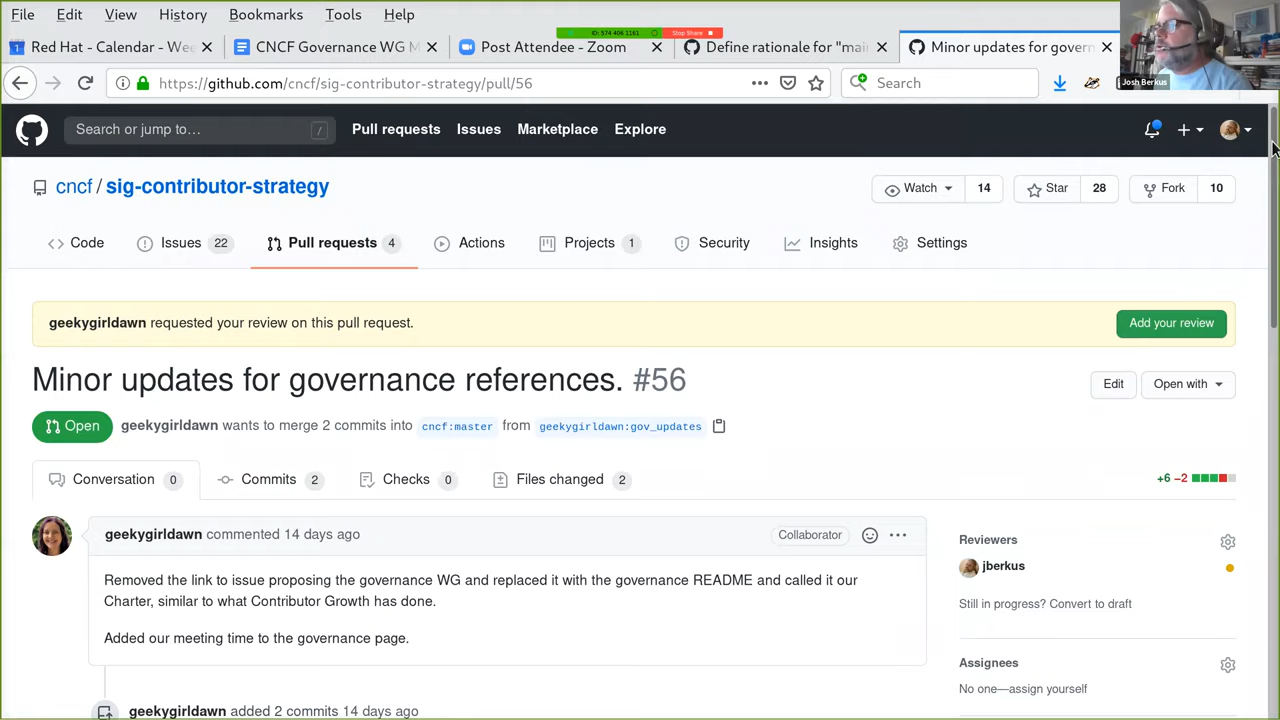 File Edit View History Bookmarks Tools Help
ID: 574 406 1161 Stop Share
Red Hat - Calendar - We × CNCF Governance WG M × Post Attendee - Zoom × Define rationale for "mai × Minor updates for govern ×
Josh Berkus
https://github.com/cncf/sig-contributor-strategy/pull/56 Search
Search or jump to… / Pull requests Issues Marketplace Explore
cncf / sig-contributor-strategy Watch 14 Star 28 Fork 10
Code Issues 22 Pull requests 4 Actions Projects 1 Security Insights Settings
geekygirldawn requested your review on this pull request. Add your review
Minor updates for governance references. #56 Edit Open with
Open geekygirldawn wants to merge 2 commits into cncf:master from geekygirldawn:gov_updates
Conversation 0 Commits 2 Checks 0 Files changed 2 +6 −2
geekygirldawn commented 14 days ago Collaborator
Removed the link to issue proposing the governance WG and replaced it with the governance README and called it our
Charter, similar to what Contributor Growth has done.
Added our meeting time to the governance page.
geekygirldawn added 2 commits 14 days ago
Reviewers
jberkus
Still in progress? Convert to draft
Assignees
No one—assign yourself